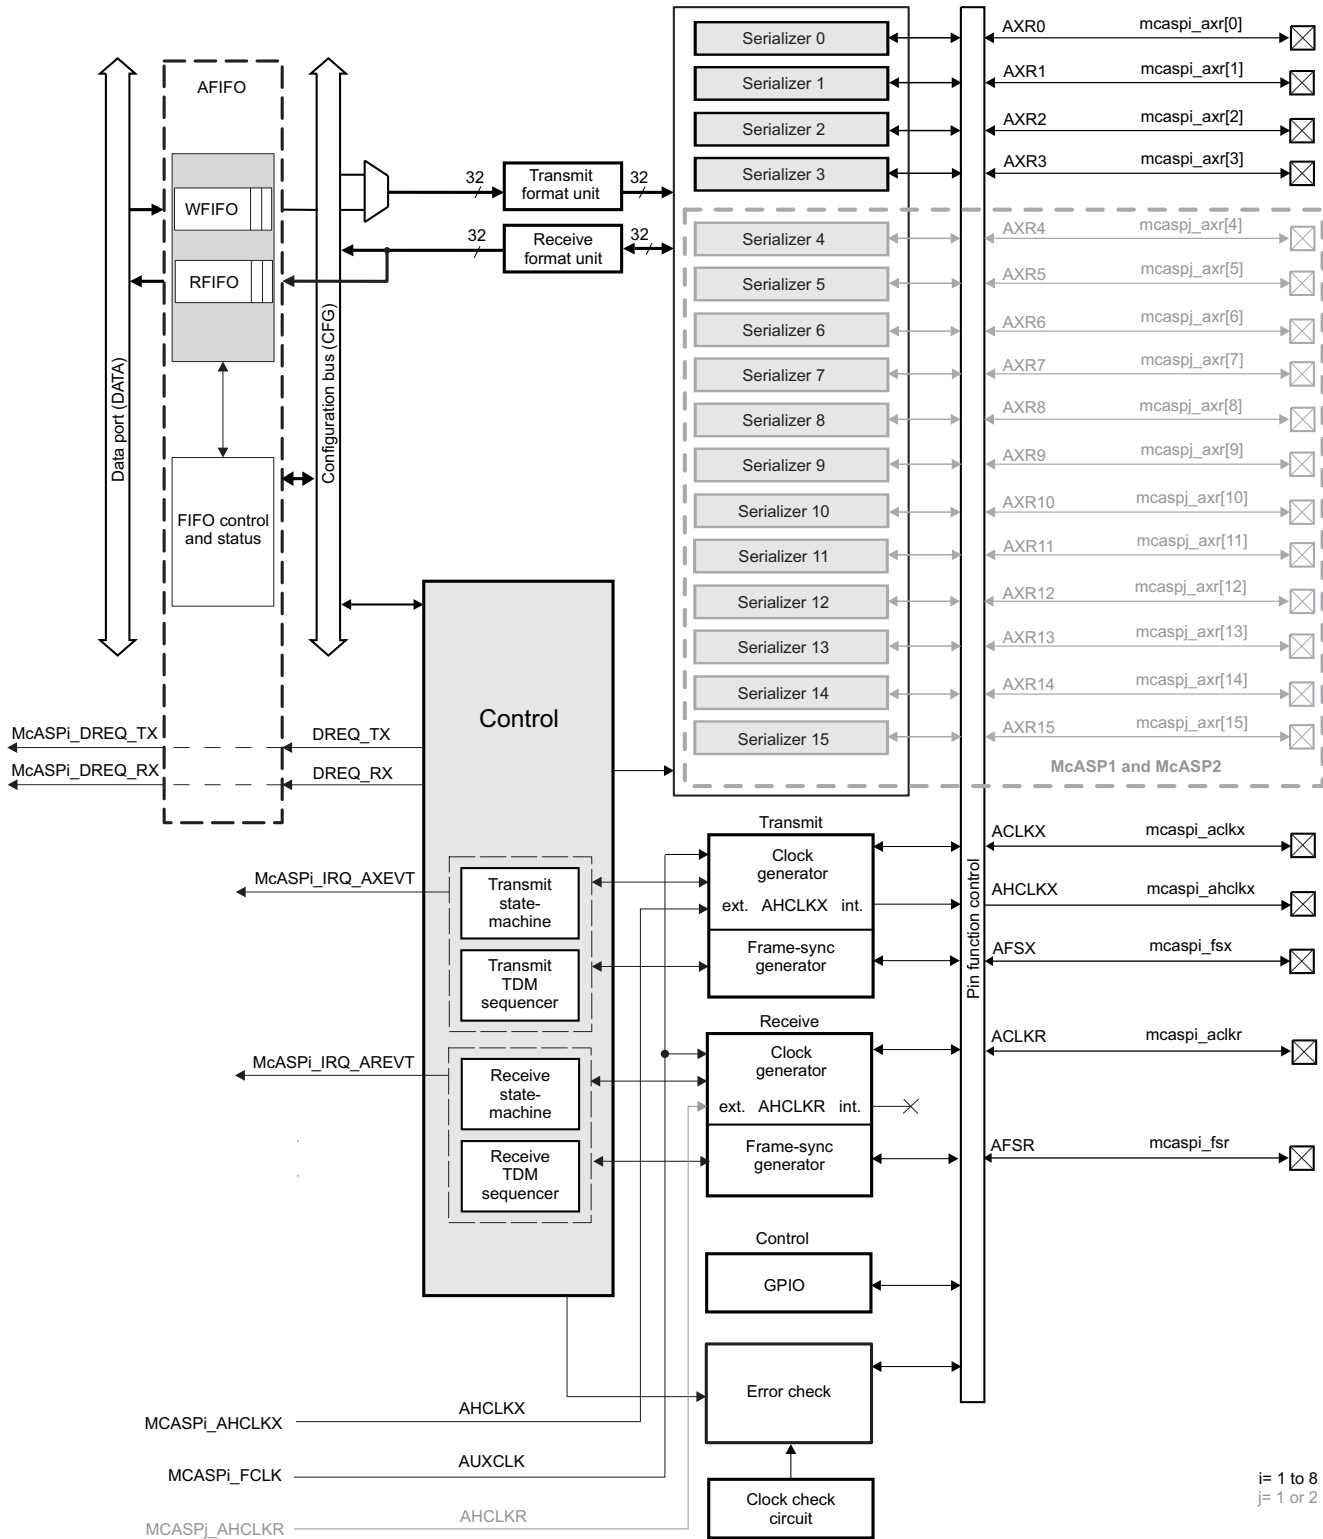 Serializer 0
AXR0
mcaspi_axr[0]
Serializer 1
AXR1
mcaspi_axr[1]
Serializer 2
AXR2
mcaspi_axr[2]
Serializer 3
AXR3
mcaspi_axr[3]
AFIFO
WFIFO
RFIFO
FIFO control
and status
Data port (DATA)
Configuration bus (CFG)
32
Transmit
format unit
32
32
Receive
format unit
32
Serializer 4
AXR4
mcaspj_axr[4]
Serializer 5
AXR5
mcaspj_axr[5]
Serializer 6
AXR6
mcaspj_axr[6]
Serializer 7
AXR7
mcaspj_axr[7]
Serializer 8
AXR8
mcaspj_axr[8]
Serializer 9
AXR9
mcaspj_axr[9]
Serializer 10
AXR10
mcaspj_axr[10]
Serializer 11
AXR11
mcaspj_axr[11]
Serializer 12
AXR12
mcaspj_axr[12]
Serializer 13
AXR13
mcaspj_axr[13]
Serializer 14
AXR14
mcaspj_axr[14]
Serializer 15
AXR15
mcaspj_axr[15]
McASP1 and McASP2
Control
McASPi_DREQ_TX
DREQ_TX
McASPi_DREQ_RX
DREQ_RX
McASPi_IRQ_AXEVT
Transmit
state-
machine
Transmit
TDM
sequencer
McASPi_IRQ_AREVT
Receive
state-
machine
Receive
TDM
sequencer
Transmit
Clock
generator
ext. AHCLKX int.
Frame-sync
generator
Receive
Clock
generator
ext. AHCLKR int.
Frame-sync
generator
Pin function control
ACLKX
mcaspi_aclkx
AHCLKX
mcaspi_ahclkx
AFSX
mcaspi_fsx
ACLKR
mcaspi_aclkr
AFSR
mcaspi_fsr
Control
GPIO
Error check
Clock check
circuit
MCASPi_AHCLKX
AHCLKX
MCASPi_FCLK
AUXCLK
MCASPj_AHCLKR
AHCLKR
i= 1 to 8
j= 1 or 2